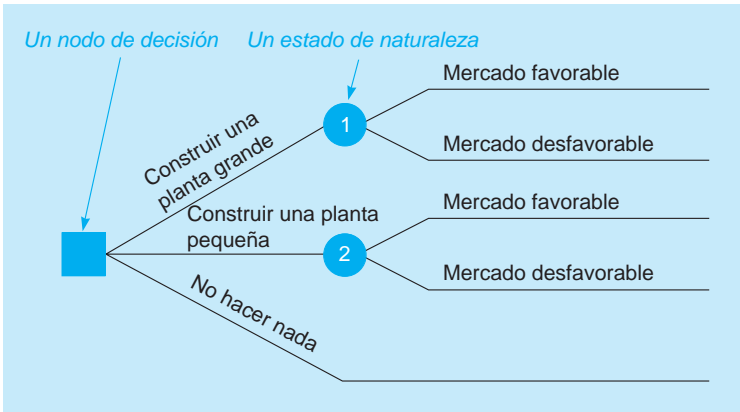 Un nodo de decisión
Un estado de naturaleza
Mercado favorable
1
Construir una
planta grande
Mercado desfavorable
Mercado favorable
Construir una planta
pequeña
2
Mercado desfavorable
No hacer nada